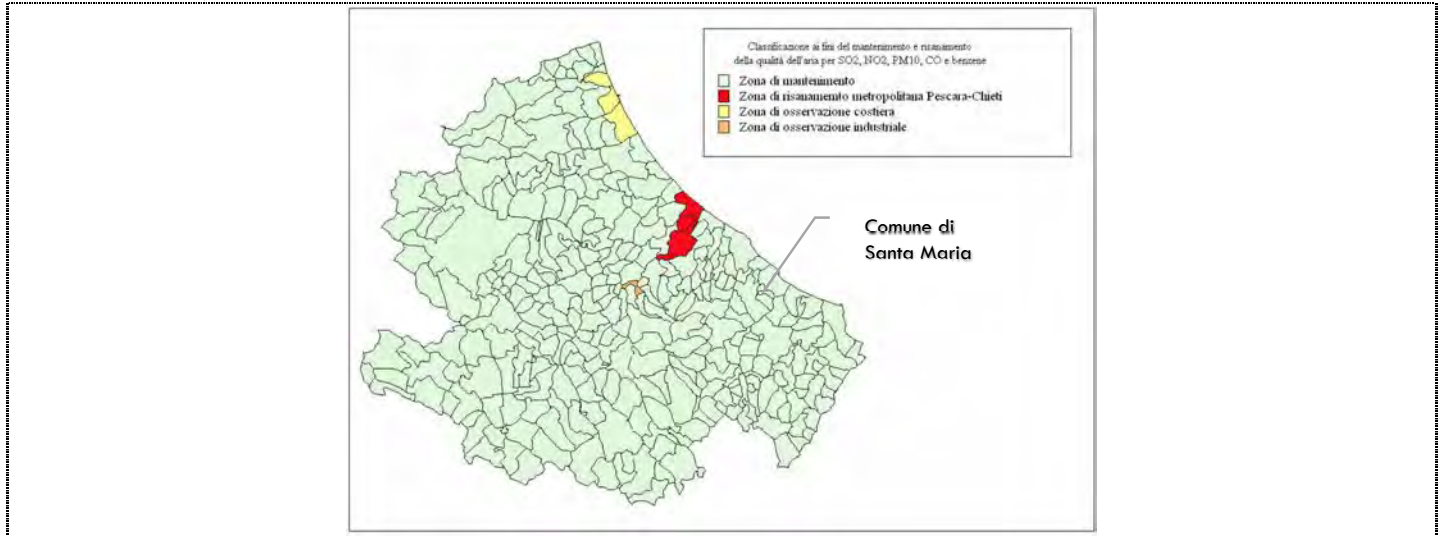 Classificazione ai fini del mantenimento e risanamento
della qualità dell'aria per SO2, NO2, PM10, CO e benzene
Zona di mantenimento
Zona di risanamento metropolitana Pescara-Chieti
Zona di osservazione costiera
Zona di osservazione industriale
Comune di
Santa Maria